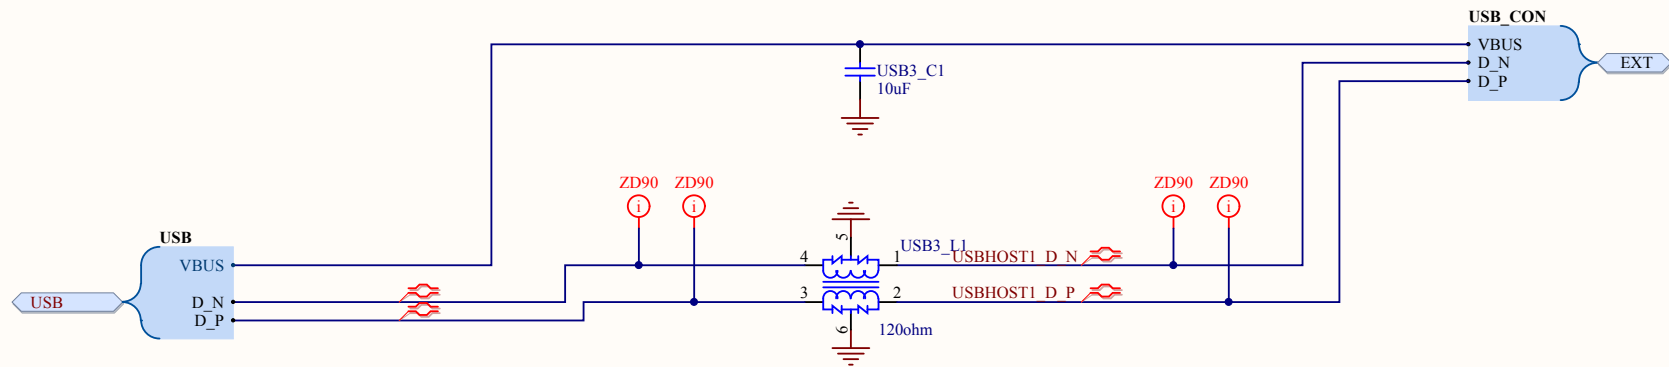 USB_CON
VBUS
D_N
D_P
EXT
USB3_C1
10uF
ZD90
i
ZD90
i
ZD90
i
ZD90
i
USB
VBUS
D_N
D_P
USB
5
4
1
USB3_L1
USBHOST1_D_N
3
2
USBHOST1_D_P
6
120ohm